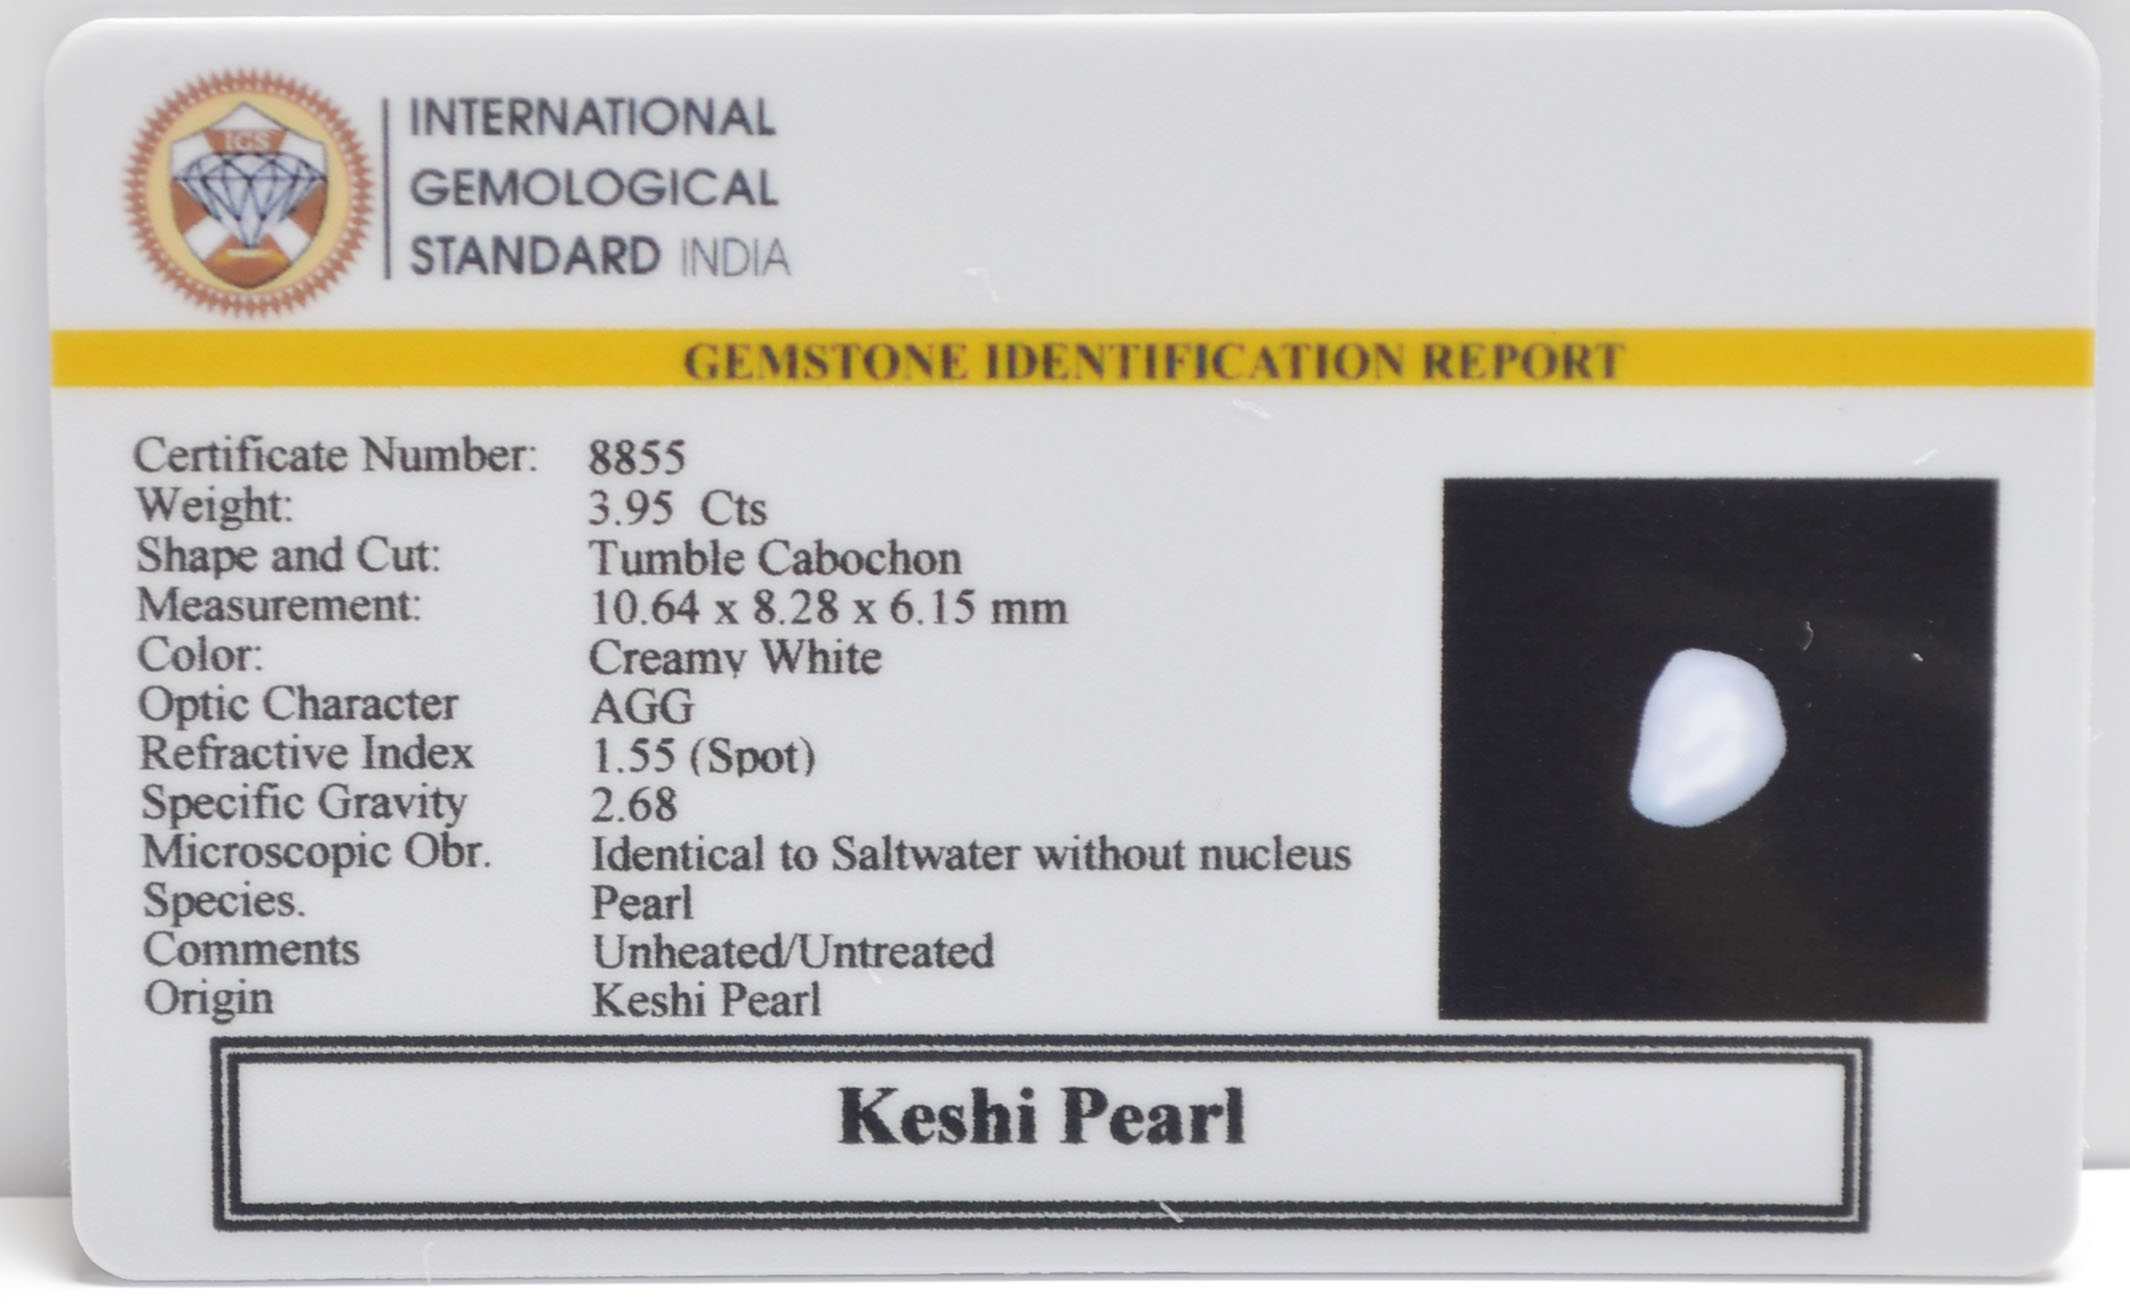 IGS
INTERNATIONAL
GEMOLOGICAL
STANDARD INDIA
GEMSTONE IDENTIFICATION REPORT
Certificate Number: 8855
Weight: 3.95 Cts
Shape and Cut: Tumble Cabochon
Measurement: 10.64 x 8.28 x 6.15 mm
Color: Creamy White
Optic Character AGG
Refractive Index 1.55 (Spot)
Specific Gravity 2.68
Microscopic Obr. Identical to Saltwater without nucleus
Species. Pearl
Comments Unheated/Untreated
Origin Keshi Pearl
Keshi Pearl